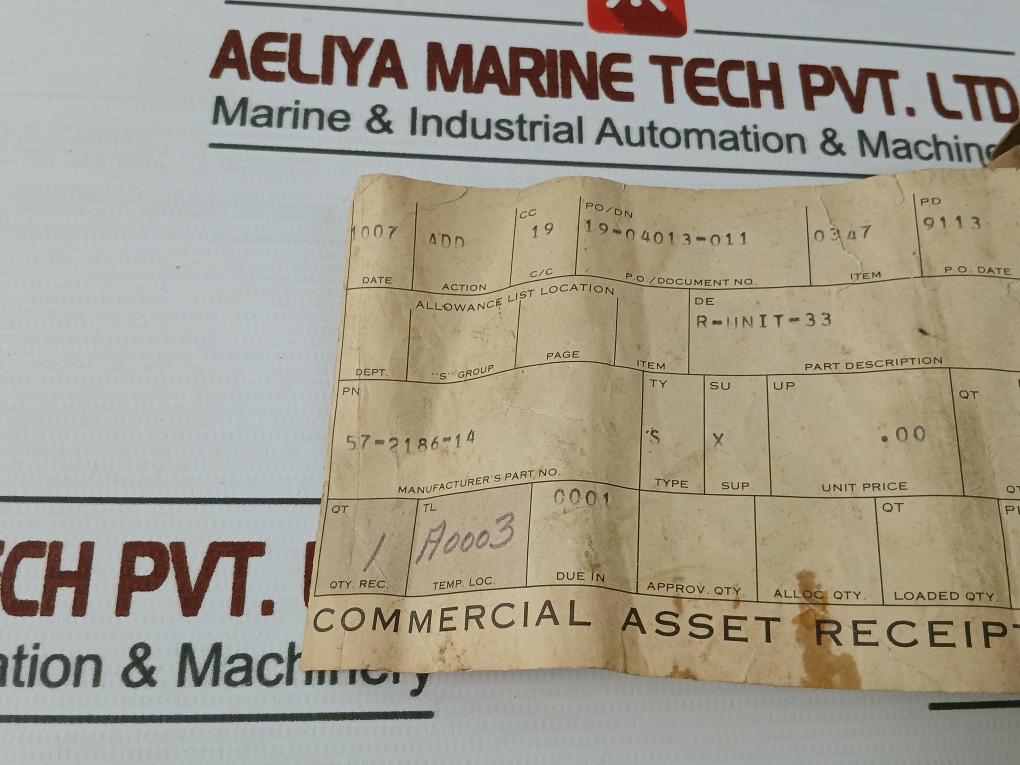 AELIYA MARINE TECH PVT. LTD
Marine & Industrial Automation & Machine
CC PO/DN PD
1007 ADD 19 19-04013-011 0347 9113
DATE ACTION C/C P.O./DOCUMENT NO. ITEM P.O. DATE
ALLOWANCE LIST LOCATION DE
R-UNIT-33
DEPT. "S" GROUP PAGE ITEM PART DESCRIPTION
PN TY SU UP QT
57-2186-14 S X .00
MANUFACTURER'S PART NO. TYPE SUP. UNIT PRICE QT
QT TL 0001 QT P
1 A0003
QTY. REC. TEMP. LOC. DUE IN APPROV. QTY. ALLOC QTY. LOADED QTY.
COMMERCIAL ASSET RECEIPT
CH PVT.
ation & Machinery